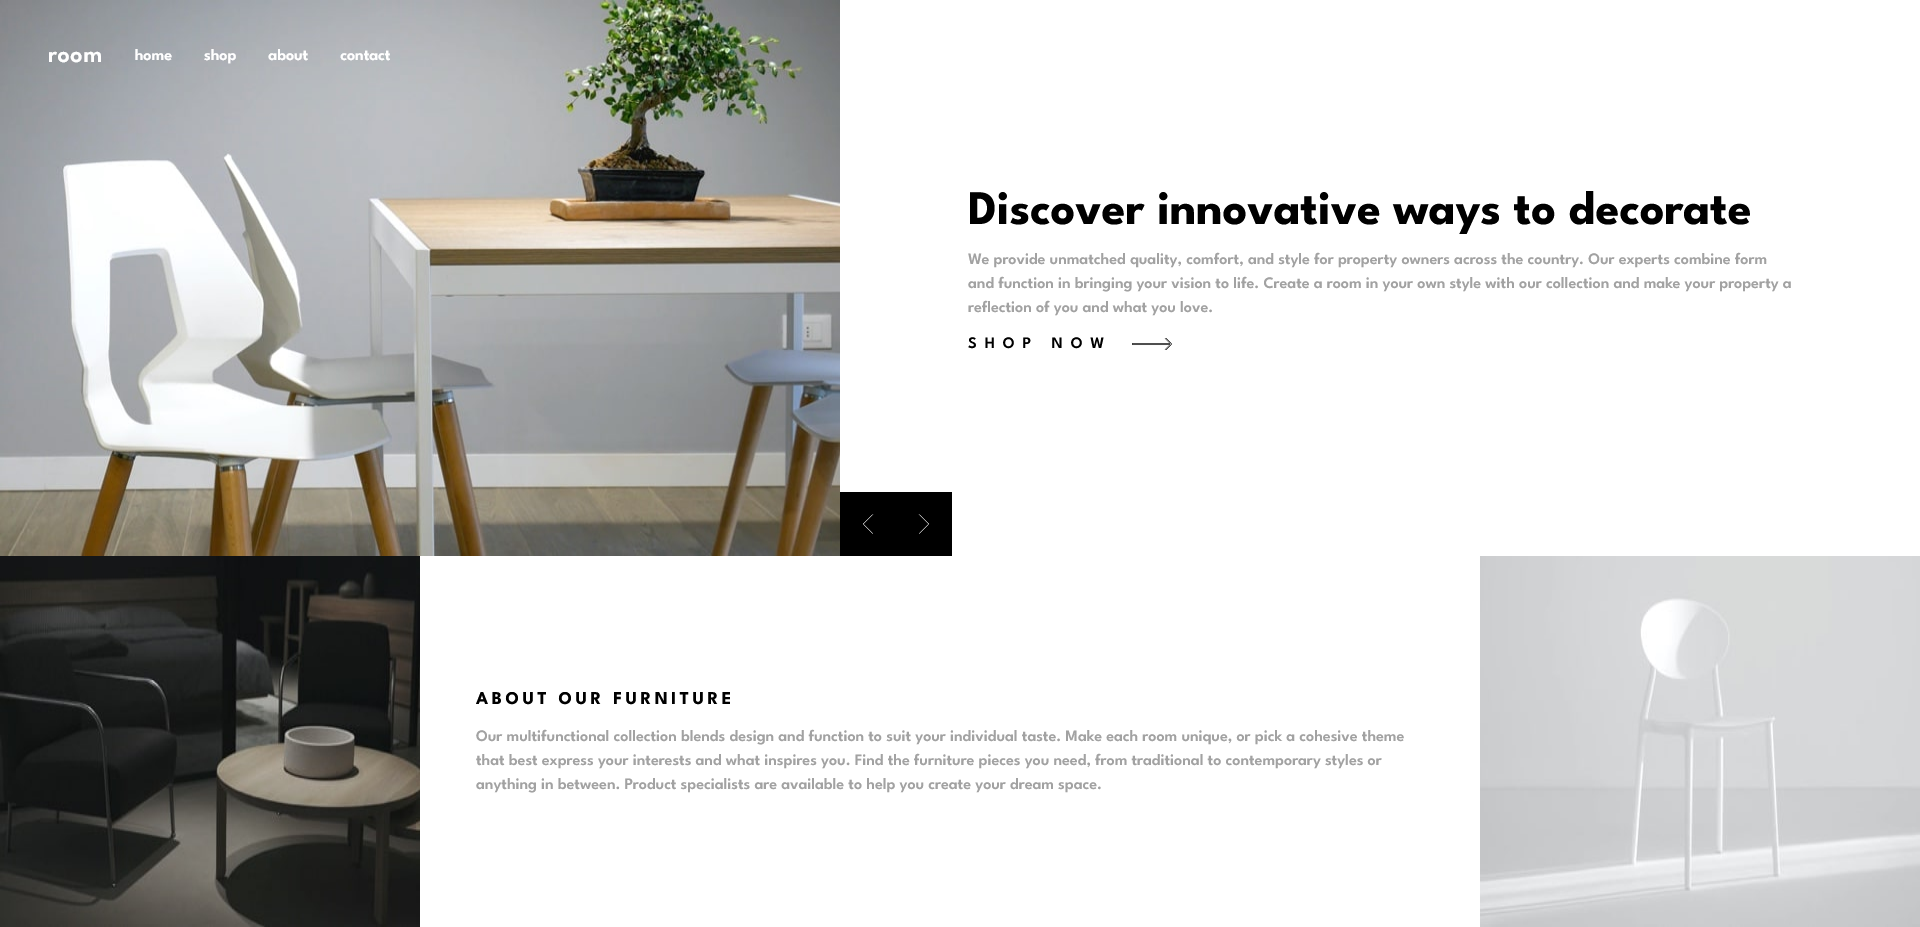 room
home
shop
about
contact
Discover innovative ways to decorate
We provide unmatched quality, comfort, and style for property owners across the country. Our experts combine form
and function in bringing your vision to life. Create a room in your own style with our collection and make your property a
reflection of you and what you love.
SHOP NOW
ABOUT OUR FURNITURE
Our multifunctional collection blends design and function to suit your individual taste. Make each room unique, or pick a cohesive theme
that best express your interests and what inspires you. Find the furniture pieces you need, from traditional to contemporary styles or
anything in between. Product specialists are available to help you create your dream space.